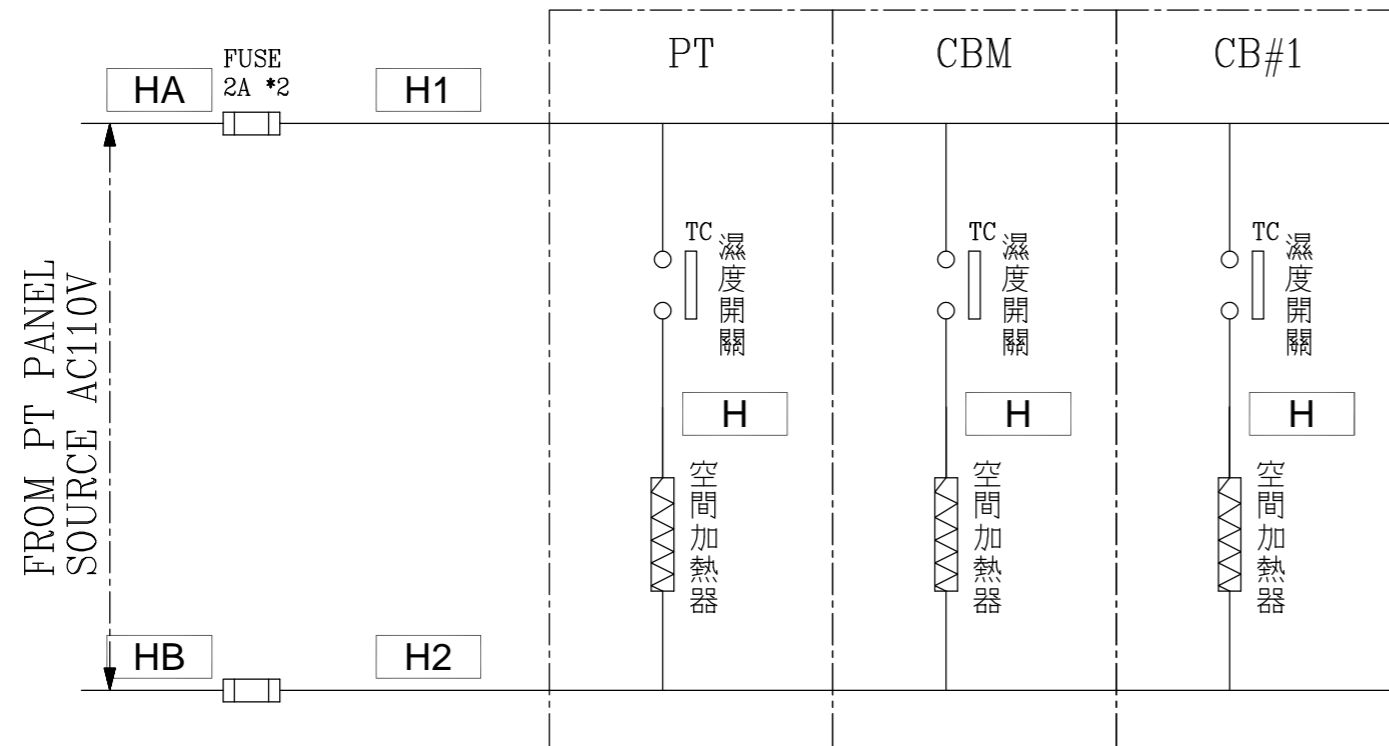 PT
CBM
CB#1
FUSE
2A *2
HA
H1
TC
濕度開關
TC
濕度開關
TC
濕度開關
FROM PT PANEL
SOURCE AC110V
H
H
H
空間加熱器
空間加熱器
空間加熱器
HB
H2